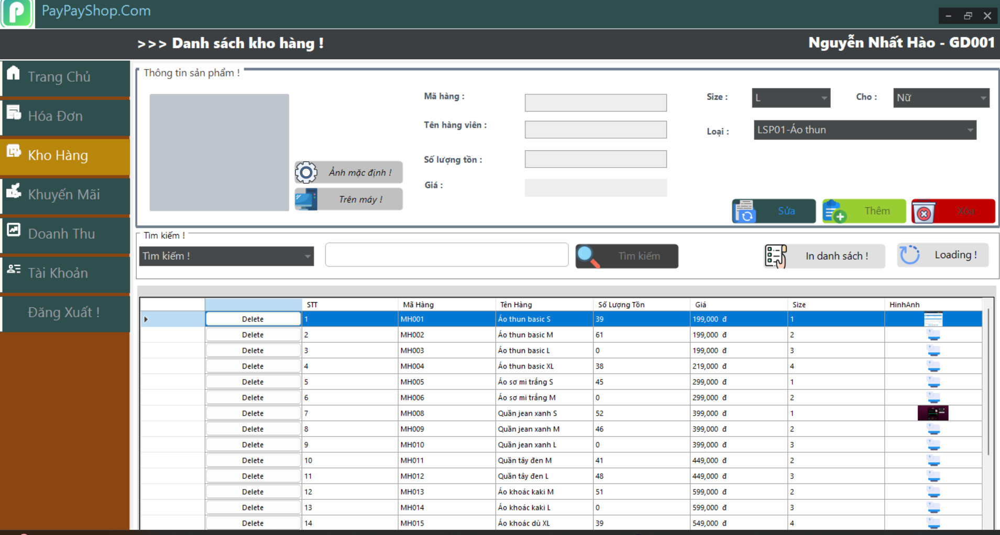 PayPayShop.Com
>>> Danh sách kho hàng !
Nguyễn Nhất Hào - GD001
Trang Chủ
Hóa Đơn
Kho Hàng
Khuyến Mãi
Doanh Thu
Tài Khoản
Đăng Xuất !
Thông tin sản phẩm !
Ảnh mặc định !
Trên máy !
Mã hàng :
Tên hàng viên :
Số lượng tồn :
Giá :
Size : L
Cho : Nữ
Loại : LSP01-Áo thun
Sửa
Thêm
Xóa
Tìm kiếm !
Tìm kiếm !
Tìm kiếm
In danh sách !
Loading !
STT Mã Hàng Tên Hàng Số Lượng Tồn Giá Size HinhAnh
Delete 1 MH001 Áo thun basic S 39 199,000 đ 1
Delete 2 MH002 Áo thun basic M 61 199,000 đ 2
Delete 3 MH003 Áo thun basic L 0 199,000 đ 3
Delete 4 MH004 Áo thun basic XL 38 219,000 đ 4
Delete 5 MH005 Áo sơ mi trắng S 45 299,000 đ 1
Delete 6 MH006 Áo sơ mi trắng M 0 299,000 đ 2
Delete 7 MH008 Quần jean xanh S 52 399,000 đ 1
Delete 8 MH009 Quần jean xanh M 46 399,000 đ 2
Delete 9 MH010 Quần jean xanh L 0 399,000 đ 3
Delete 10 MH011 Quần tây đen M 41 449,000 đ 2
Delete 11 MH012 Quần tây đen L 48 449,000 đ 3
Delete 12 MH013 Áo khoác kaki M 51 599,000 đ 2
Delete 13 MH014 Áo khoác kaki L 0 599,000 đ 3
Delete 14 MH015 Áo khoác dù XL 39 549,000 đ 4